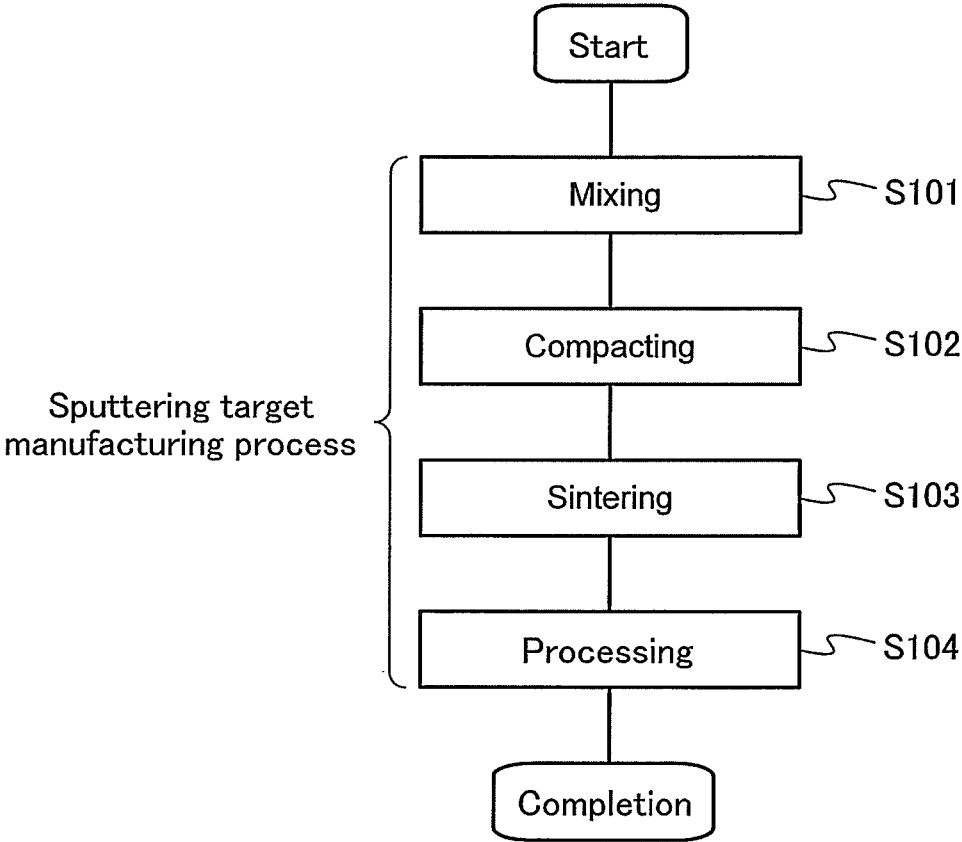 Start
Mixing
S101
Compacting
S102
Sputtering target
manufacturing process
Sintering
S103
Processing
S104
Completion